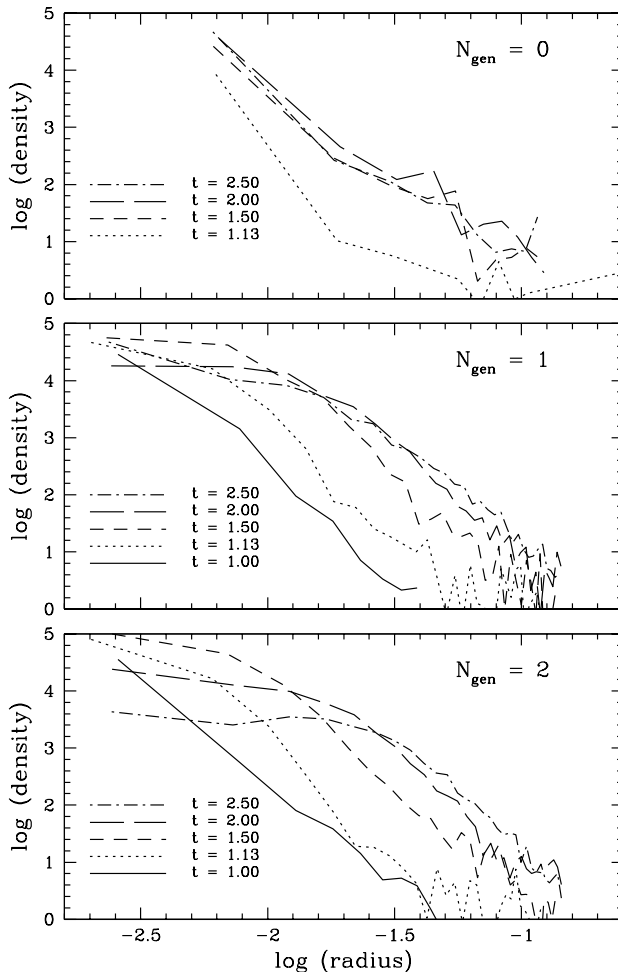 5
N_gen = 0
4
3
log (density)
2
t = 2.50
t = 2.00
t = 1.50
t = 1.13
1
0
5
N_gen = 1
4
3
log (density)
2
t = 2.50
t = 2.00
t = 1.50
t = 1.13
t = 1.00
1
0
5
N_gen = 2
4
3
log (density)
2
t = 2.50
t = 2.00
t = 1.50
t = 1.13
t = 1.00
1
0
-2.5 -2 -1.5 -1
log (radius)